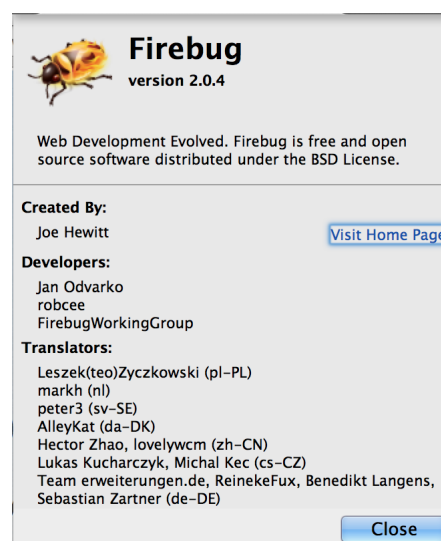 Firebug
version 2.0.4
Web Development Evolved. Firebug is free and open
source software distributed under the BSD License.
Created By:
Joe Hewitt
Visit Home Page
Developers:
Jan Odvarko
robcee
FirebugWorkingGroup
Translators:
Leszek(teo)Zyczkowski (pl-PL)
markh (nl)
peter3 (sv-SE)
AlleyKat (da-DK)
Hector Zhao, lovelywcm (zh-CN)
Lukas Kucharczyk, Michal Kec (cs-CZ)
Team erweiterungen.de, ReinekeFux, Benedikt Langens,
Sebastian Zartner (de-DE)
Close